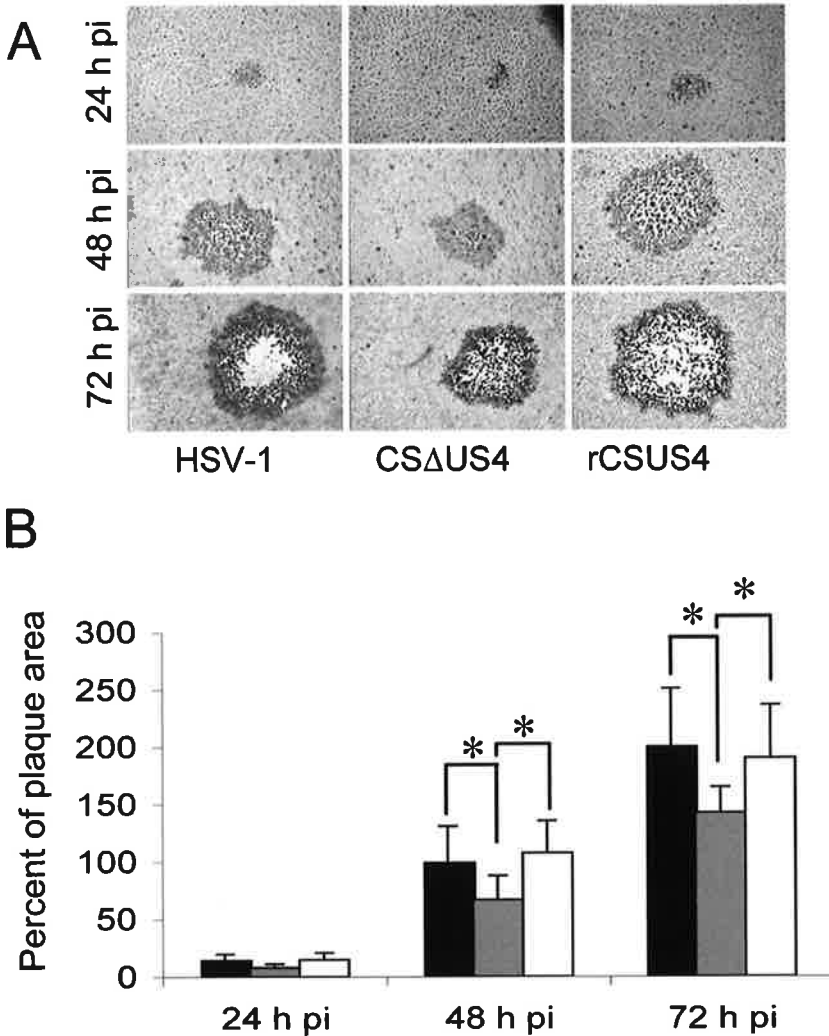 A
24 h pi
48 h pi
72 h pi
HSV-1 CSΔUS4 rCSUS4
B
Percent of plaque area
300
250
200
150
100
50
0
* *
* *
24 h pi 48 h pi 72 h pi